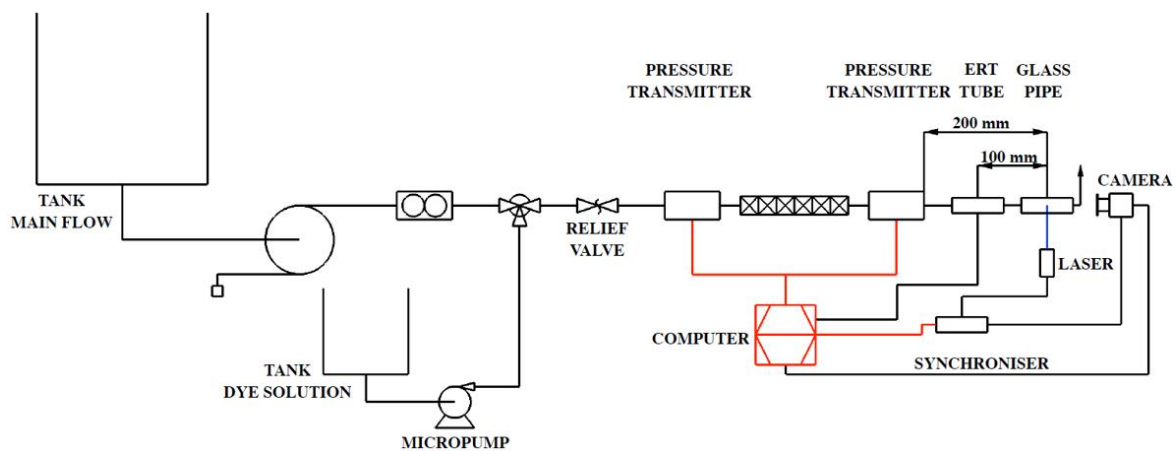 PRESSURE
TRANSMITTER
PRESSURE
TRANSMITTER
ERT
TUBE
GLASS
PIPE
200 mm
100 mm
CAMERA
TANK
MAIN FLOW
RELIEF
VALVE
LASER
COMPUTER
SYNCHRONISER
TANK
DYE SOLUTION
MICROPUMP